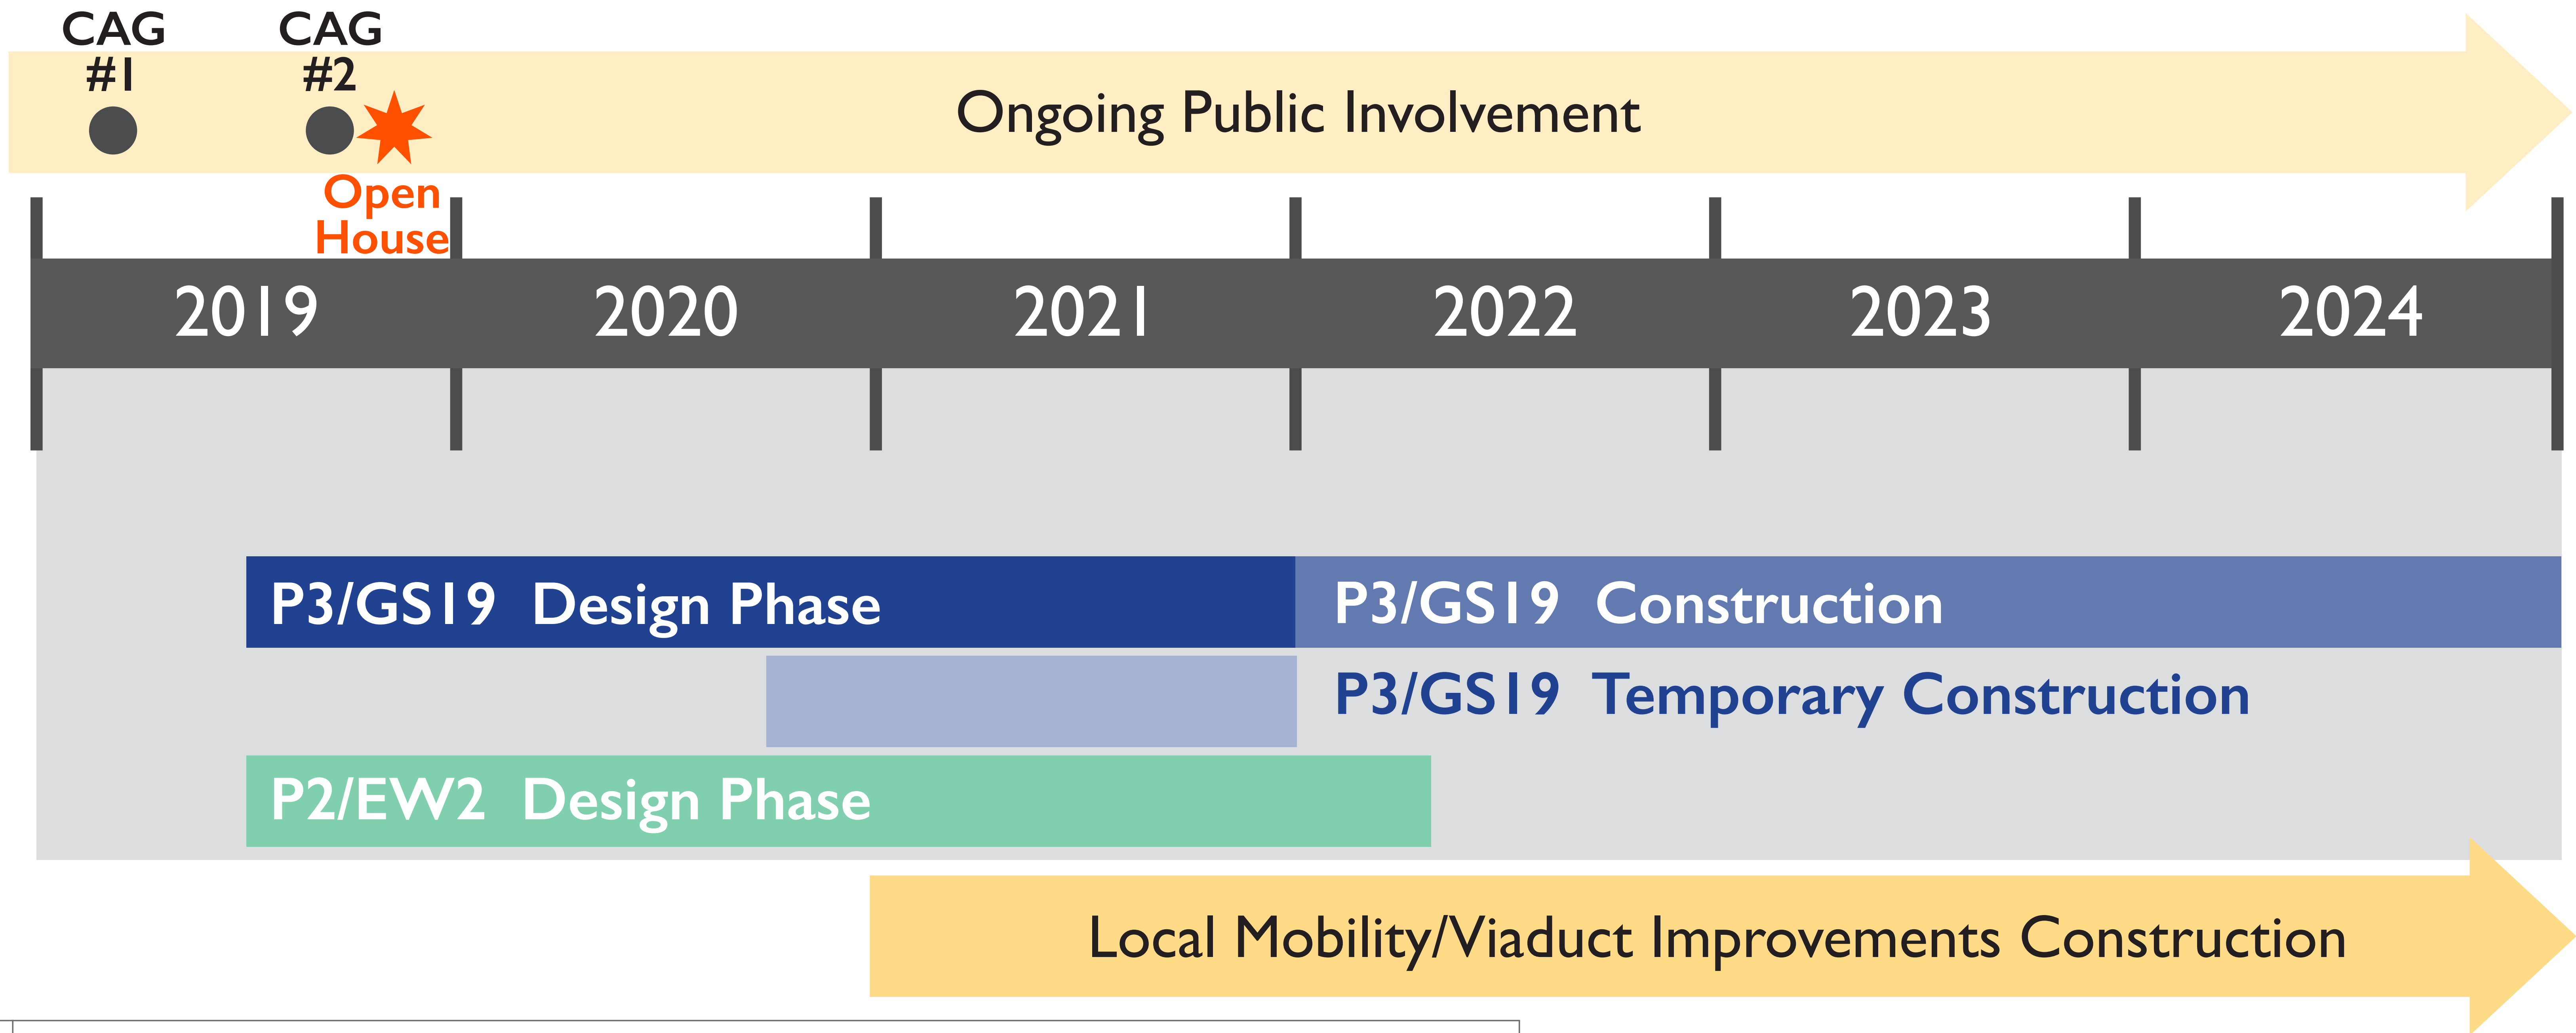 CAG
#1
CAG
#2
Ongoing Public Involvement
Open
House
2019 2020 2021 2022 2023 2024
P3/GS19 Design Phase
P3/GS19 Construction
P3/GS19 Temporary Construction
P2/EW2 Design Phase
Local Mobility/Viaduct Improvements Construction